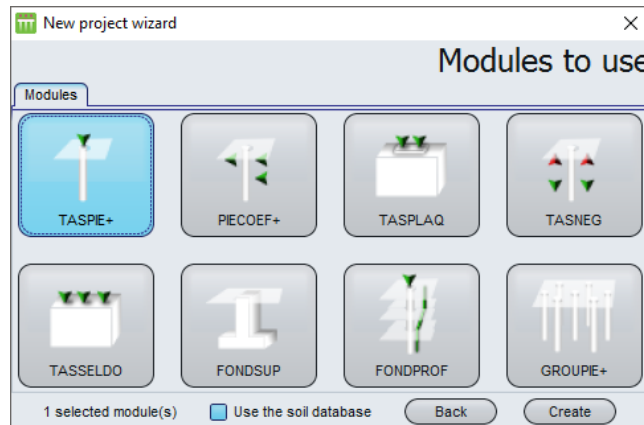 New project wizard
Modules to use
Modules
TASPIE+ PIECOEF+ TASPLAQ TASNEG
TASSELDO FONDSUP FONDPROF GROUPIE+
1 selected module(s) Use the soil database Back Create